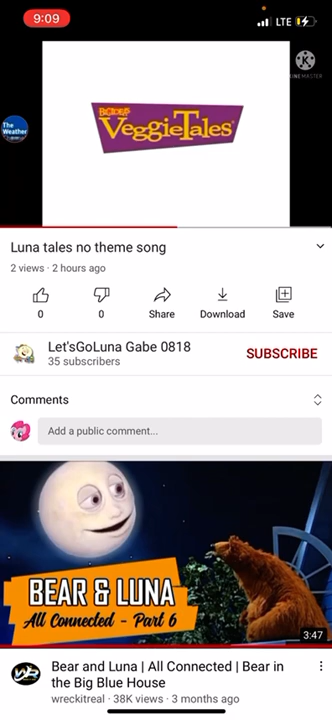 9:09
LTE
K
INEMASTER
The
Weather
BIG IDEA'S
VeggieTales
Luna tales no theme song
2 views · 2 hours ago
0
0
Share
Download
Save
Let'sGoLuna Gabe 0818
35 subscribers
SUBSCRIBE
Comments
Add a public comment...
BEAR & LUNA
All Connected - Part 6
3:47
Bear and Luna | All Connected | Bear in
the Big Blue House
wreckitreal · 38K views · 3 months ago